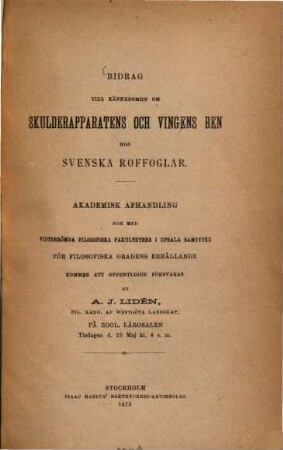 BIDRAG
TILL KÄNNEDOMEN OM
SKULDERAPPARATENS OCH VINGENS BEN
HOS
SVENSKA ROFFOGLAR.
AKADEMISK AFHANDLING
SOM MED
VIDTBERÖMDA FILOSOFISKA FAKULTETENS I UPSALA SAMTYCKE
FÖR FILOSOFISKA GRADENS ERHÅLLANDE
KOMMER ATT OFFENTLIGEN FÖRSVARAS
AF
A. J. LIDÉN,
FIL. KAND. AF WESTGÖTA LANDSKAP,
PÅ ZOOL. LÄROSALEN
Tisdagen d. 25 Maj kl. 4 e. m.
STOCKHOLM
ISAAC MARCUS' BOKTRYCKERI-AKTIEBOLAG
1875